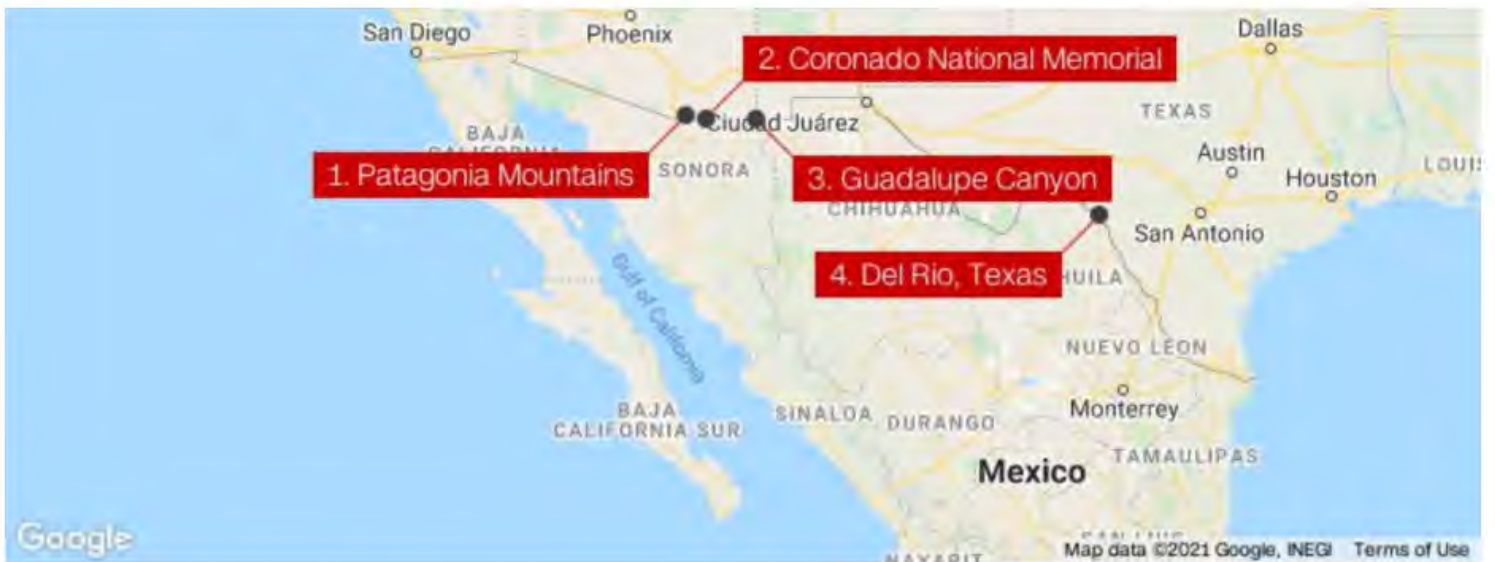 San Diego
Phoenix
Dallas
2. Coronado National Memorial
TEXAS
Ciudad Juárez
BAJA
CALIFORNIA
Austin
1. Patagonia Mountains
SONORA
3. Guadalupe Canyon
Houston
CHIHUAHUA
San Antonio
Gulf of California
4. Del Rio, Texas
NUEVO LEON
BAJA
CALIFORNIA SUR
SINALOA
DURANGO
Monterrey
Mexico
TAMAULIPAS
Google
NAYARIT
Map data ©2021 Google, INEGI Terms of Use